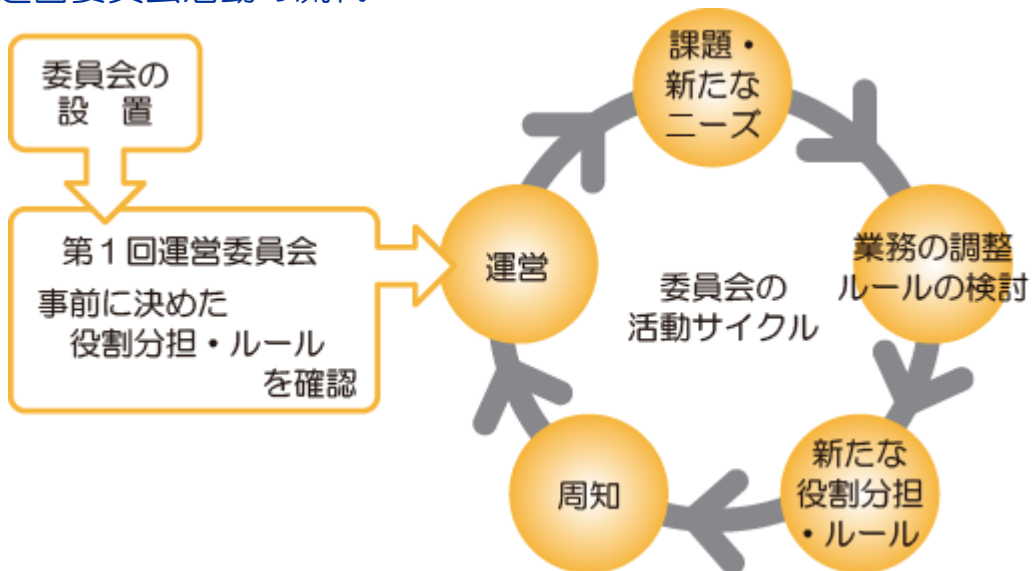 委員会の
設　置
第１回運営委員会
事前に決めた
役割分担・ルール
を確認
運営
課題・
新たな
ニーズ
業務の調整
ルールの検討
新たな
役割分担
・ルール
周知
委員会の
活動サイクル